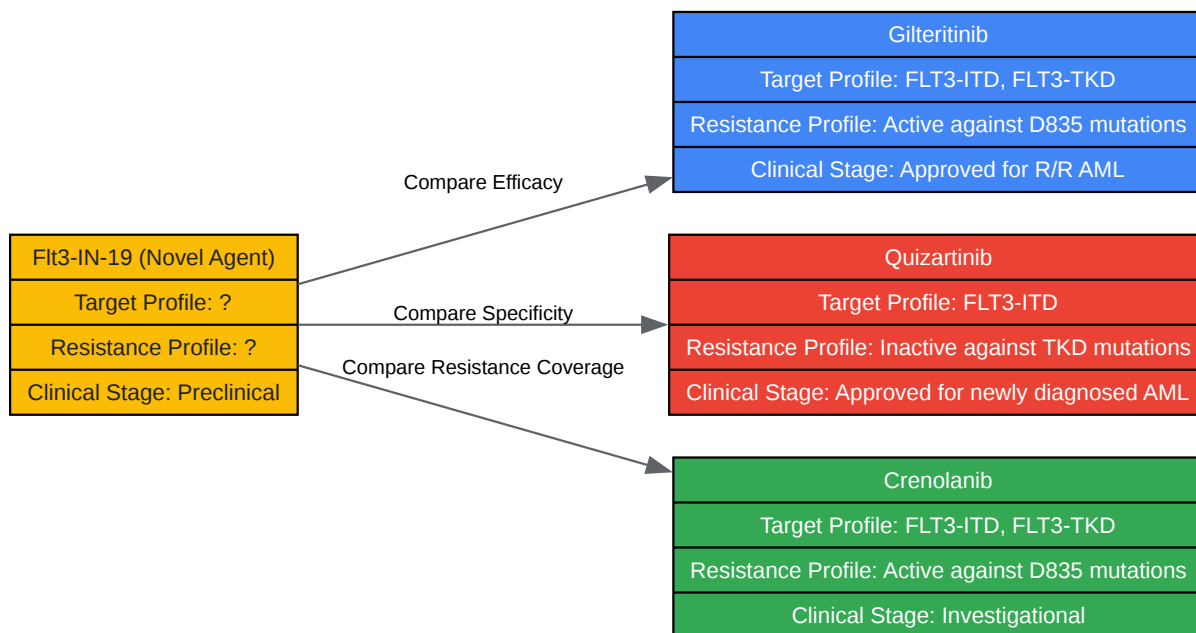 Flt3-IN-19 (Novel Agent)
Target Profile: ?
Resistance Profile: ?
Clinical Stage: Preclinical
Compare Efficacy
Compare Specificity
Compare Resistance Coverage
Gilteritinib
Target Profile: FLT3-ITD, FLT3-TKD
Resistance Profile: Active against D835 mutations
Clinical Stage: Approved for R/R AML
Quizartinib
Target Profile: FLT3-ITD
Resistance Profile: Inactive against TKD mutations
Clinical Stage: Approved for newly diagnosed AML
Crenolanib
Target Profile: FLT3-ITD, FLT3-TKD
Resistance Profile: Active against D835 mutations
Clinical Stage: Investigational